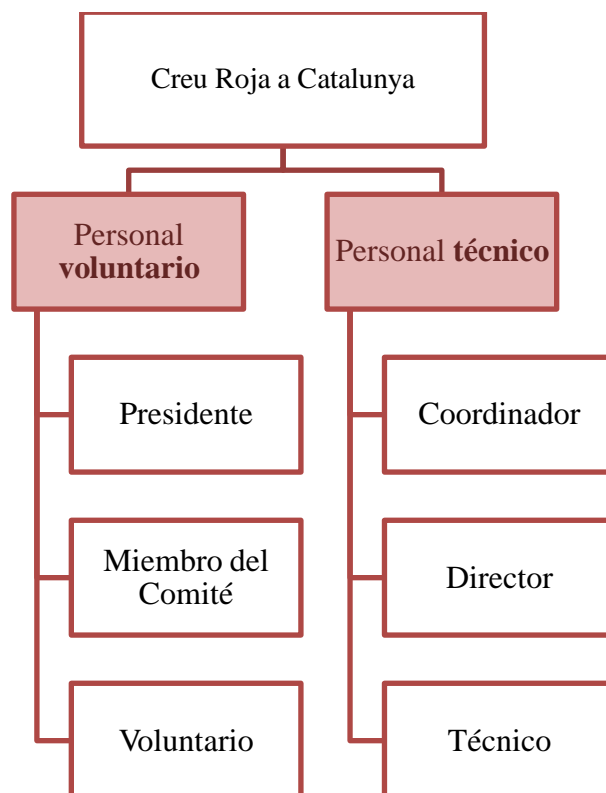 Creu Roja a Catalunya
Personal
voluntario
Personal técnico
Presidente
Coordinador
Miembro del
Comité
Director
Voluntario
Técnico